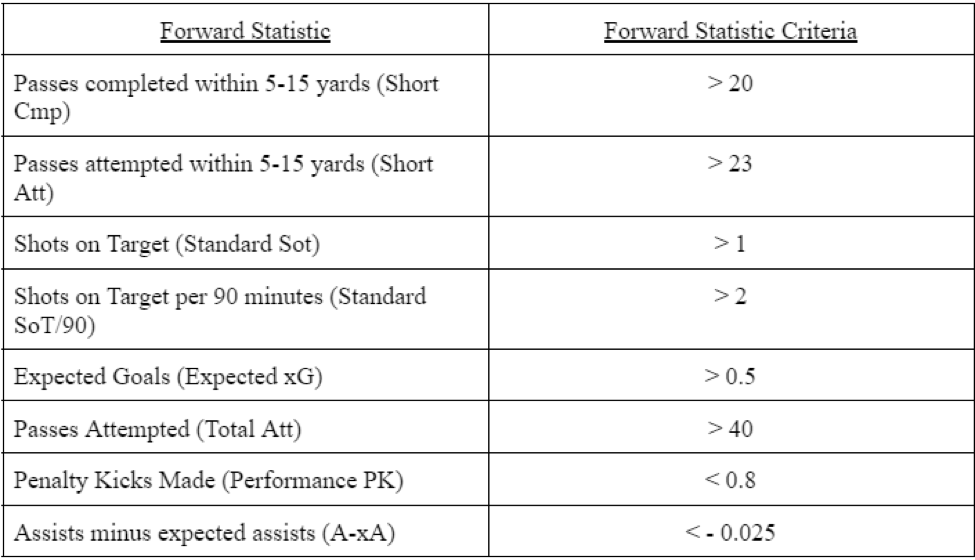 Forward Statistic Forward Statistic Criteria
Passes completed within 5-15 yards (Short > 20
Cmp)
Passes attempted within 5-15 yards (Short > 23
Att)
Shots on Target (Standard Sot) > 1
Shots on Target per 90 minutes (Standard > 2
SoT/90)
Expected Goals (Expected xG) > 0.5
Passes Attempted (Total Att) > 40
Penalty Kicks Made (Performance PK) < 0.8
Assists minus expected assists (A-xA) < - 0.025